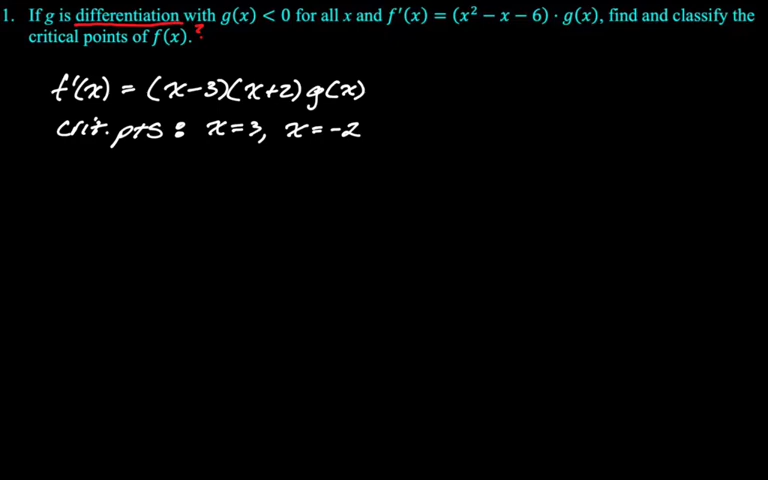 1. If g is differentiation with g(x) < 0 for all x and f′(x) = (x² − x − 6) · g(x), find and classify the
critical points of f(x). ?
f'(x) = (x-3)(x+2) g(x)
crit. pts : x=3, x=-2